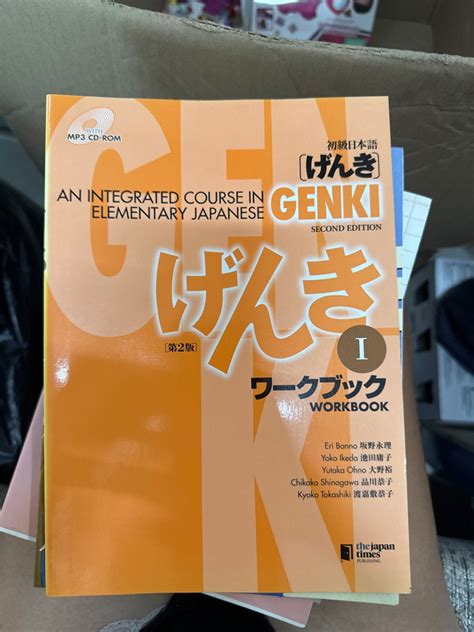 WITH
MP3 CD-ROM
初級日本語
[げんき]
AN INTEGRATED COURSE IN
ELEMENTARY JAPANESE
GENKI
SECOND EDITION
GEN
KI
げんき
[第2版]
I
ワークブック
WORKBOOK
Eri Banno 坂野永理
Yoko Ikeda 池田庸子
Yutaka Ohno 大野裕
Chikako Shinagawa 品川恭子
Kyoko Tokashiki 渡嘉敷恭子
the japan
times
PUBLISHING